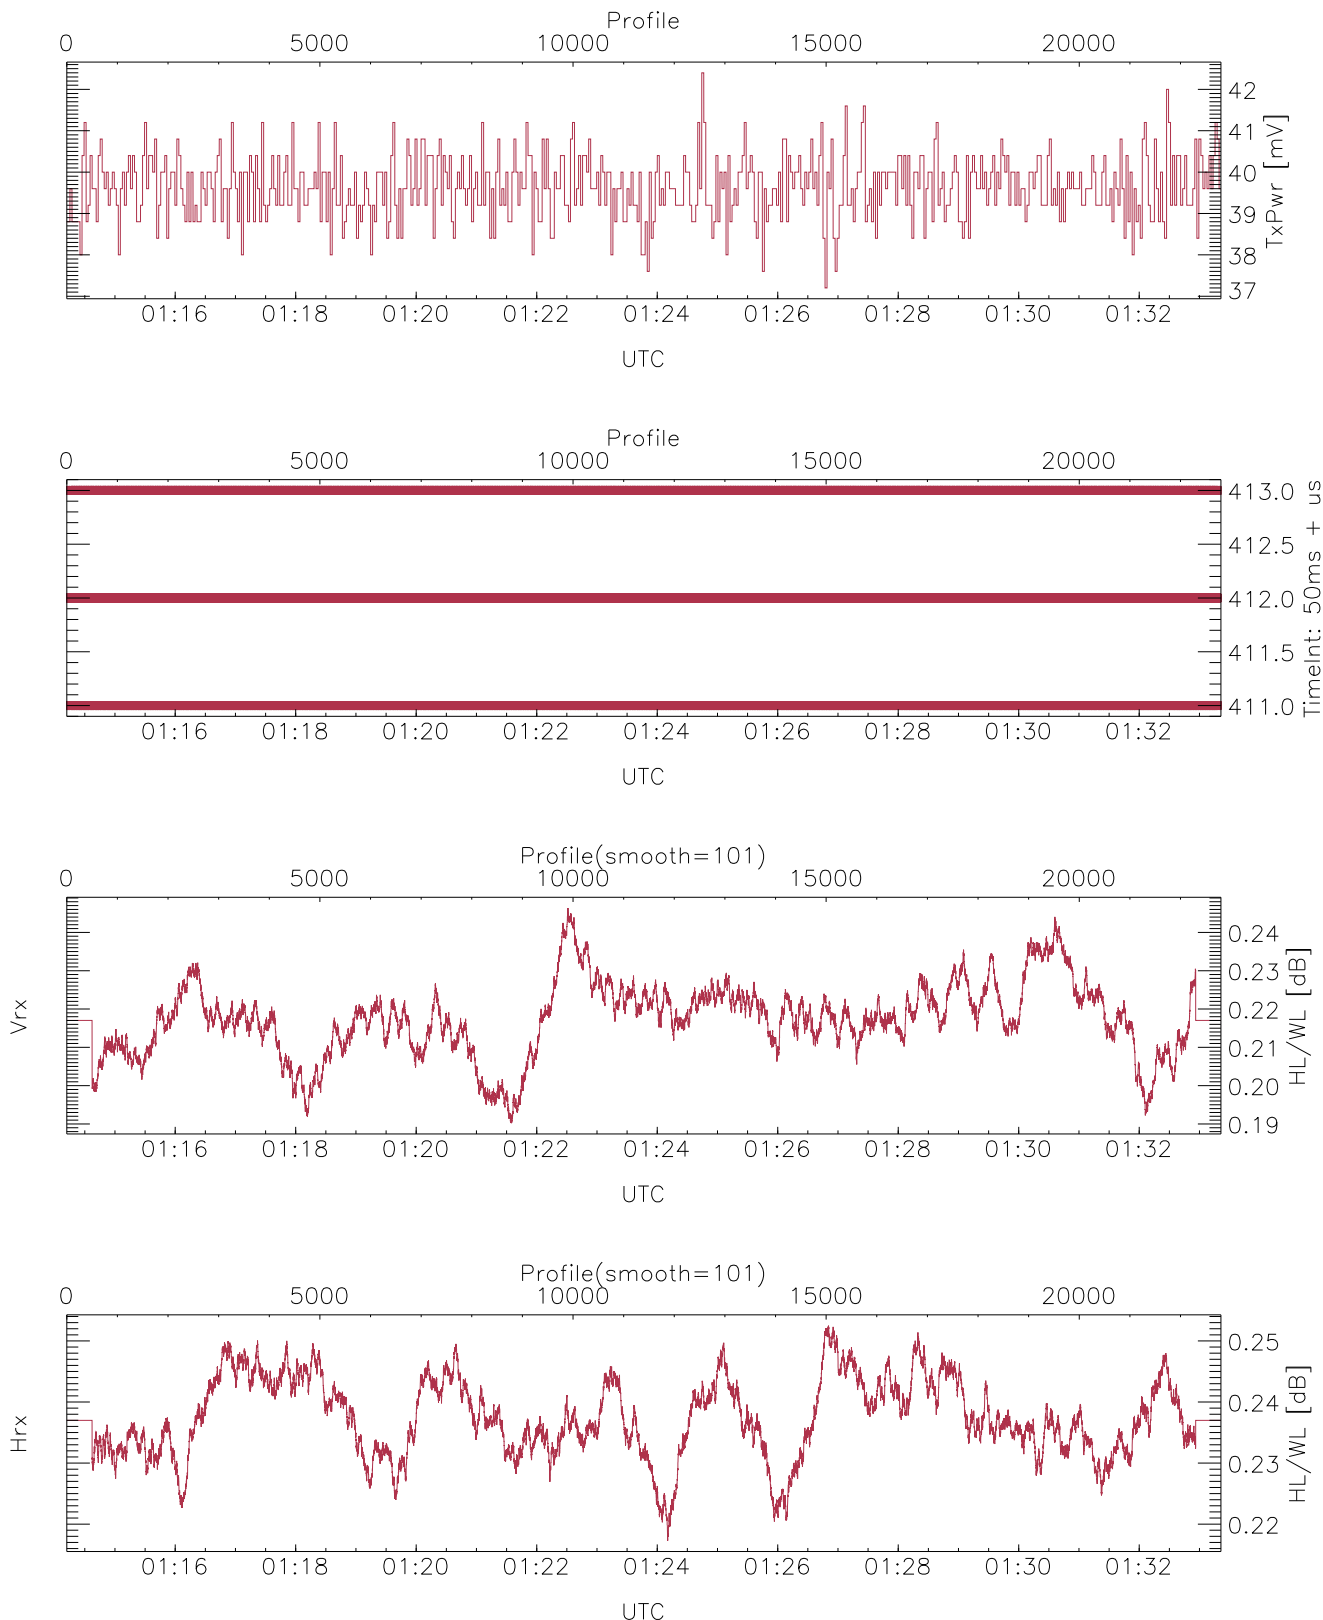 Profile
0 5000 10000 15000 20000
42
41
40
39
38
37
TxPwr [mV]
01:16 01:18 01:20 01:22 01:24 01:26 01:28 01:30 01:32
UTC
Profile
0 5000 10000 15000 20000
413.0
412.5
412.0
411.5
411.0
TimeInt: 50ms + us
01:16 01:18 01:20 01:22 01:24 01:26 01:28 01:30 01:32
UTC
Profile(smooth=101)
0 5000 10000 15000 20000
Vrx
0.24
0.23
0.22
0.21
0.20
0.19
HL/WL [dB]
01:16 01:18 01:20 01:22 01:24 01:26 01:28 01:30 01:32
UTC
Profile(smooth=101)
0 5000 10000 15000 20000
Hrx
0.25
0.24
0.23
0.22
HL/WL [dB]
01:16 01:18 01:20 01:22 01:24 01:26 01:28 01:30 01:32
UTC